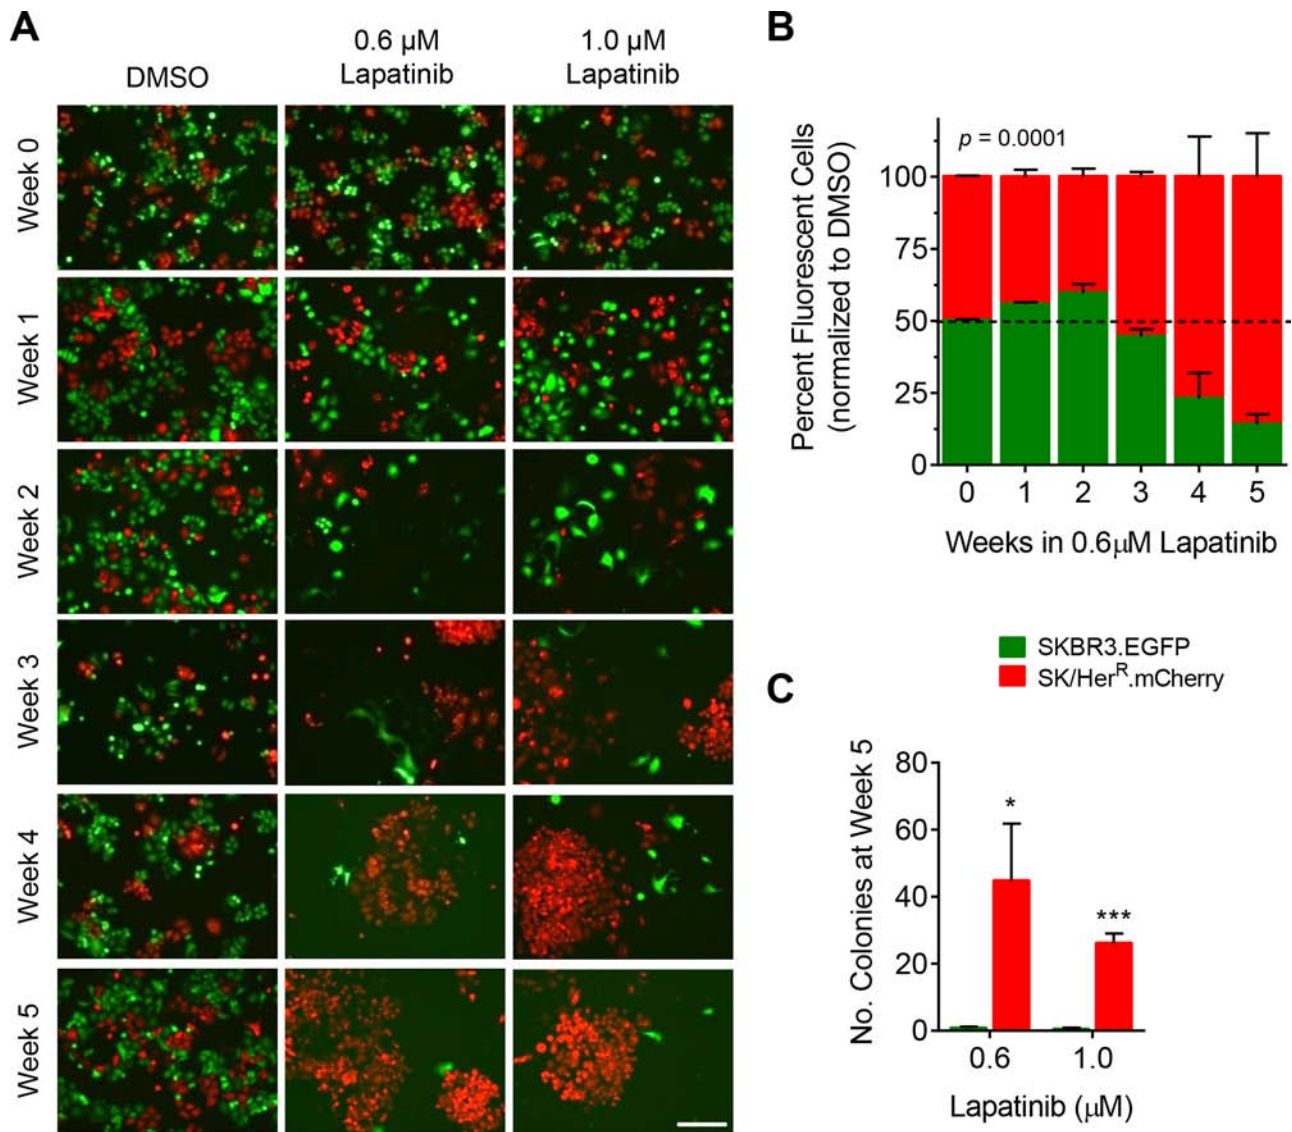 A
DMSO
0.6 µM
Lapatinib
1.0 µM
Lapatinib
Week 0
Week 1
Week 2
Week 3
Week 4
Week 5
B
p = 0.0001
Percent Fluorescent Cells
(normalized to DMSO)
100
75
50
25
0
0 1 2 3 4 5
Weeks in 0.6µM Lapatinib
SKBR3.EGFP
SK/Her^R.mCherry
C
No. Colonies at Week 5
80
60
40
20
0
*
***
0.6 1.0
Lapatinib (µM)